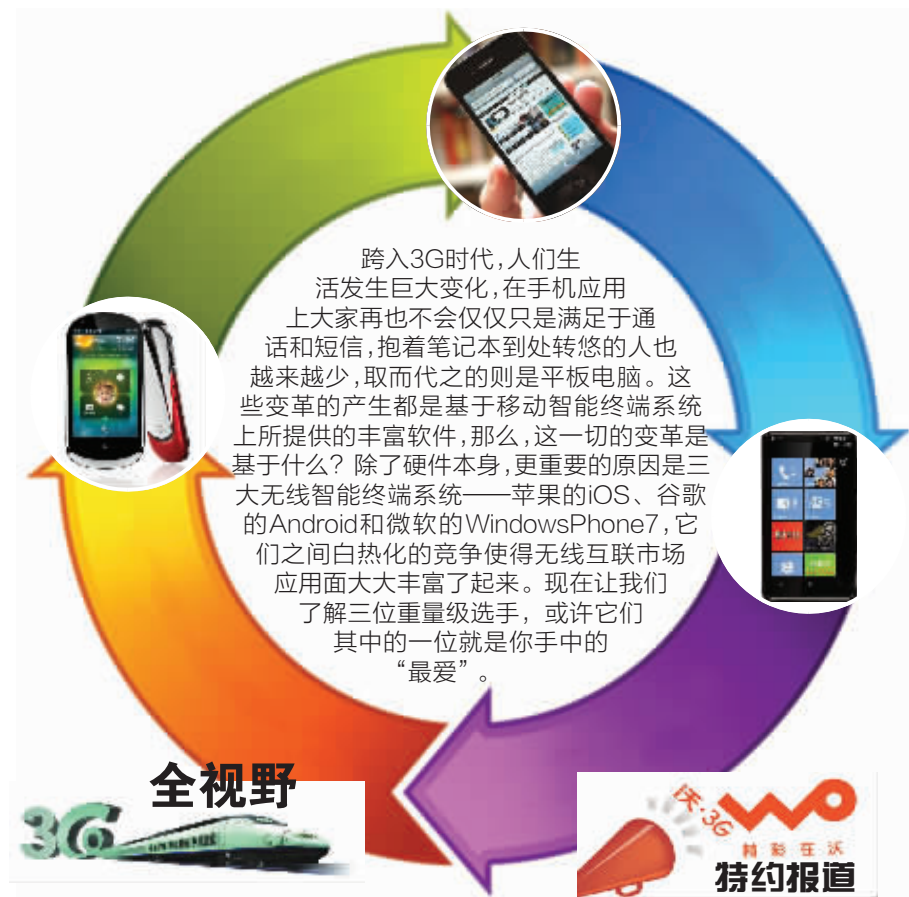 跨入3G时代,人们生
活发生巨大变化,在手机应用
上大家再也不会仅仅只是满足于通
话和短信,抱着笔记本到处转悠的人也
越来越少,取而代之的则是平板电脑。这
些变革的产生都是基于移动智能终端系统
上所提供的丰富软件,那么,这一切的变革是
基于什么?除了硬件本身,更重要的原因是三
大无线智能终端系统——苹果的iOS、谷歌
的Android和微软的WindowsPhone7,它
们之间白热化的竞争使得无线互联市场
应用面大大丰富了起来。现在让我们
了解三位重量级选手,或许它们
其中的一位就是你手中的
“最爱”。
全视野
3G
沃·3G
WO
精彩在沃
特约报道